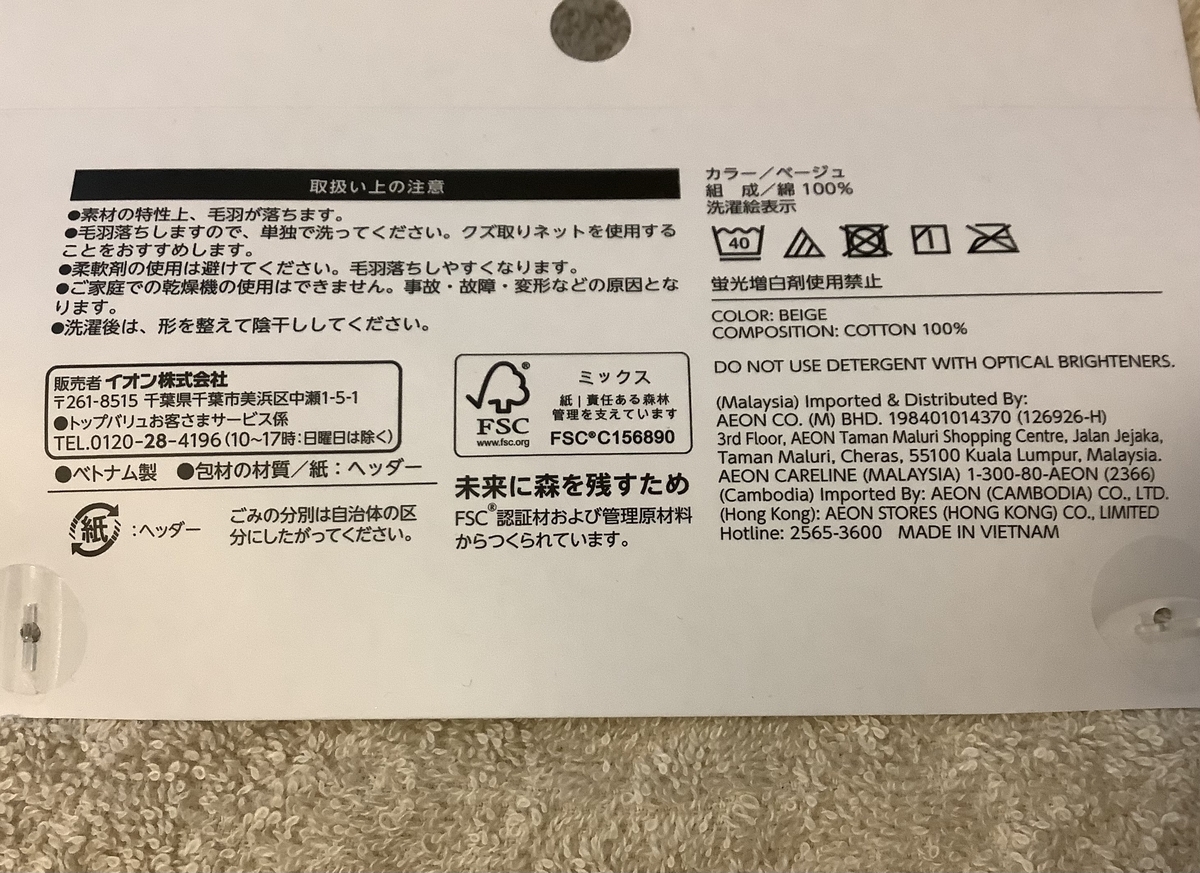 取扱い上の注意
●素材の特性上、毛羽が落ちます。
●毛羽落ちしますので、単独で洗ってください。クズ取りネットを使用する
ことをおすすめします。
●柔軟剤の使用は避けてください。毛羽落ちしやすくなります。
●ご家庭での乾燥機の使用はできません。事故・故障・変形などの原因とな
ります。
●洗濯後は、形を整えて陰干ししてください。
販売者 イオン株式会社
〒261-8515 千葉県千葉市美浜区中瀬1-5-1
●トップバリュお客さまサービス係
TEL.0120-28-4196(10~17時:日曜日は除く)
●ベトナム製 ●包材の材質／紙：ヘッダー
紙
:ヘッダー
ごみの分別は自治体の区
分にしたがってください。
®
FSC
www.fsc.org
ミックス
紙|責任ある森林
管理を支えています
FSC®C156890
未来に森を残すため
FSC®認証材および管理原材料
からつくられています。
カラー／ベージュ
組 成／綿 100%
洗濯絵表示
40
蛍光増白剤使用禁止
COLOR: BEIGE
COMPOSITION: COTTON 100%
DO NOT USE DETERGENT WITH OPTICAL BRIGHTENERS.
(Malaysia) Imported & Distributed By:
AEON CO. (M) BHD. 198401014370 (126926-H)
3rd Floor, AEON Taman Maluri Shopping Centre, Jalan Jejaka,
Taman Maluri, Cheras, 55100 Kuala Lumpur, Malaysia.
AEON CARELINE (MALAYSIA) 1-300-80-AEON (2366)
(Cambodia) Imported By: AEON (CAMBODIA) CO., LTD.
(Hong Kong): AEON STORES (HONG KONG) CO., LIMITED
Hotline: 2565-3600 MADE IN VIETNAM